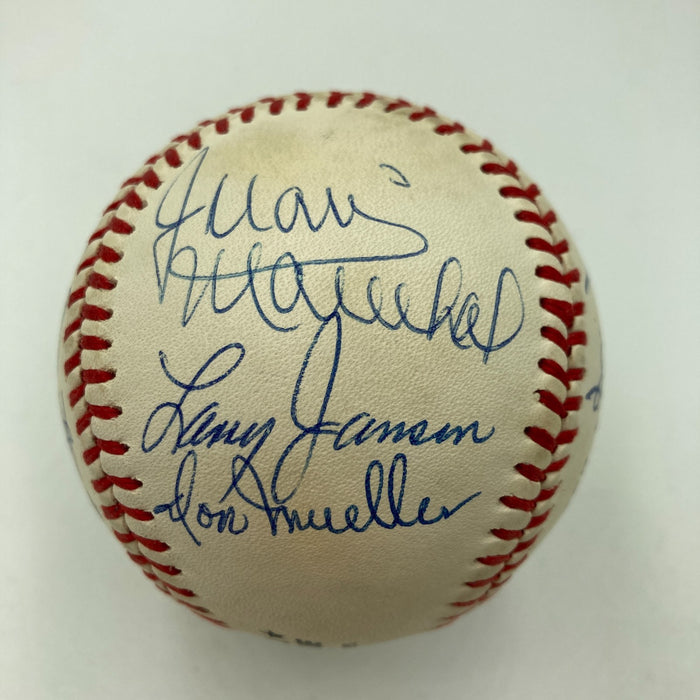 Juan
Marichal
Larry Jansen
Don Mueller